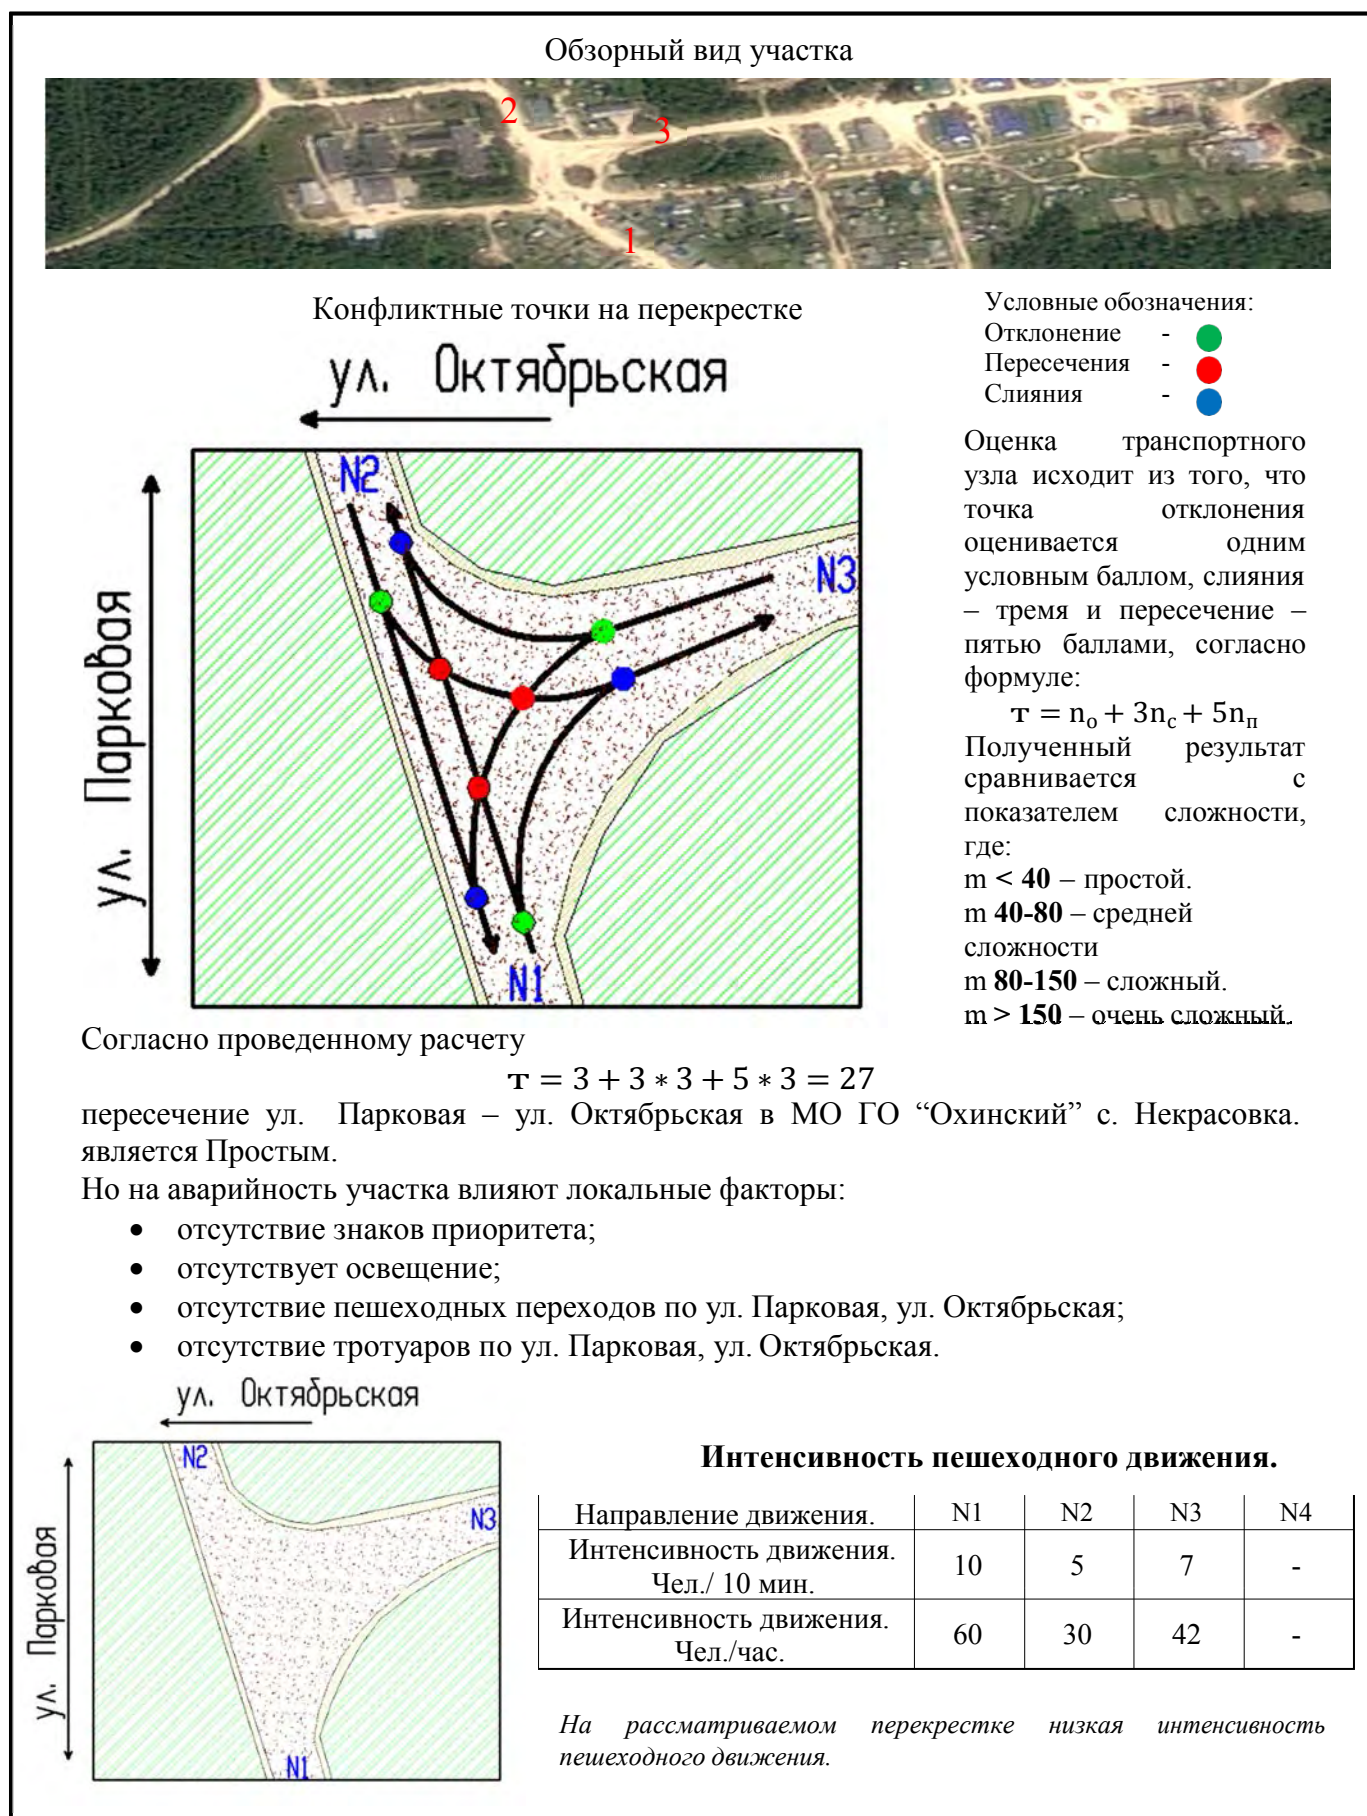 Обзорный вид участка
2
3
1
Конфликтные точки на перекрестке
Условные обозначения:
Отклонение -
Пересечения -
Слияния -
ул. Октябрьская
ул. Парковая
N2
N3
N1
Оценка транспортного
узла исходит из того, что
точка отклонения
оценивается одним
условным баллом, слияния
– тремя и пересечение –
пятью баллами, согласно
формуле:
т = nо + 3nс + 5nп
Полученный результат
сравнивается с
показателем сложности,
где:
m < 40 – простой.
m 40-80 – средней
сложности
m 80-150 – сложный.
m > 150 – очень сложный.
Согласно проведенному расчету
т = 3 + 3 ∗ 3 + 5 ∗ 3 = 27
пересечение ул. Парковая – ул. Октябрьская в МО ГО “Охинский” с. Некрасовка.
является Простым.
Но на аварийность участка влияют локальные факторы:
• отсутствие знаков приоритета;
• отсутствует освещение;
• отсутствие пешеходных переходов по ул. Парковая, ул. Октябрьская;
• отсутствие тротуаров по ул. Парковая, ул. Октябрьская.
ул. Октябрьская
ул. Парковая
N2
N3
N1
Интенсивность пешеходного движения.
Направление движения. N1 N2 N3 N4
Интенсивность движения.
Чел./ 10 мин. 10 5 7 -
Интенсивность движения.
Чел./час. 60 30 42 -
На рассматриваемом перекрестке низкая интенсивность
пешеходного движения.